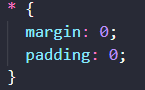 * {
  margin: 0;
  padding: 0;
}